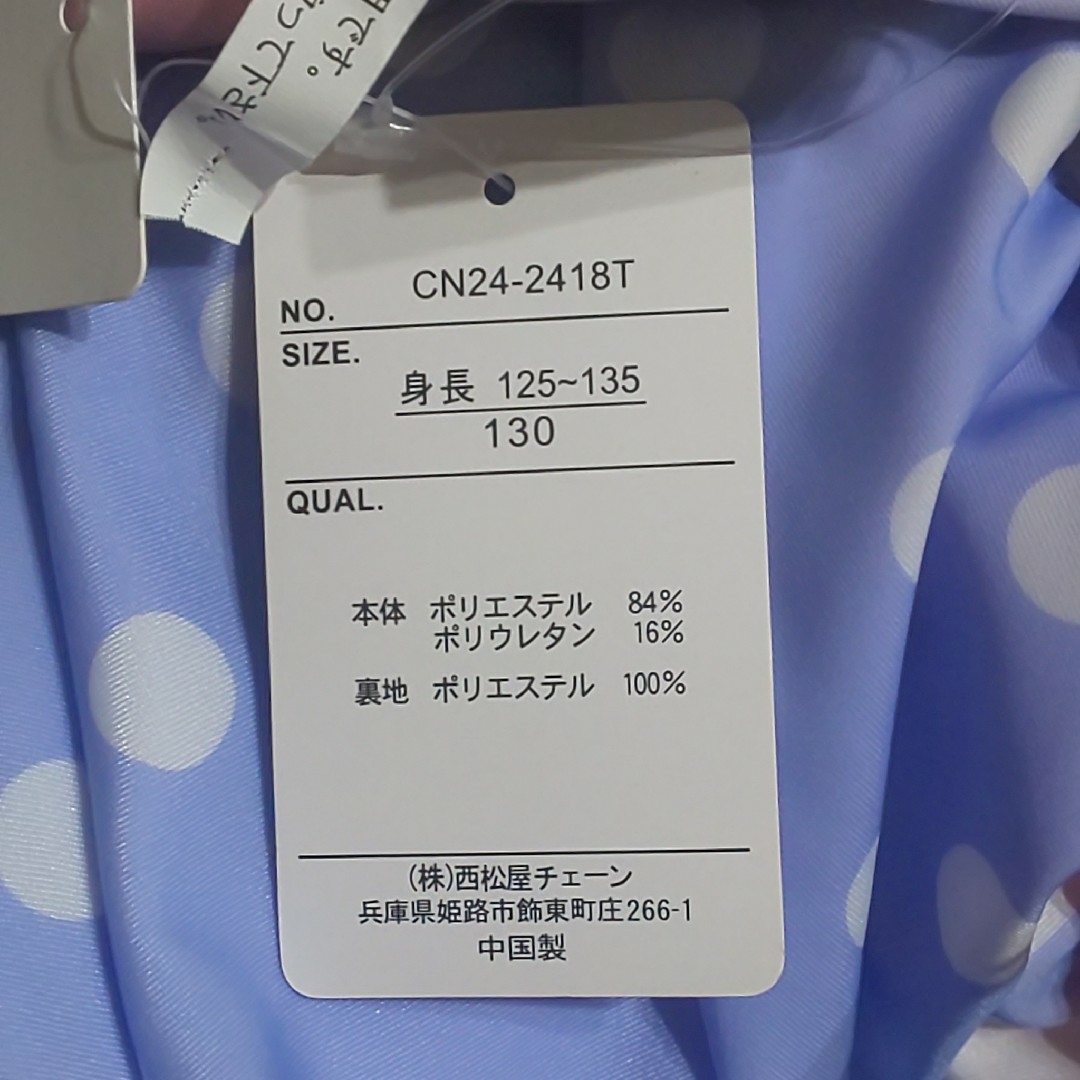 です。
NO. CN24-2418T
SIZE.
身長 125~135
130
QUAL.
本体 ポリエステル 84%
ポリウレタン 16%
裏地 ポリエステル 100%
(株)西松屋チェーン
兵庫県姫路市飾東町庄266-1
中国製